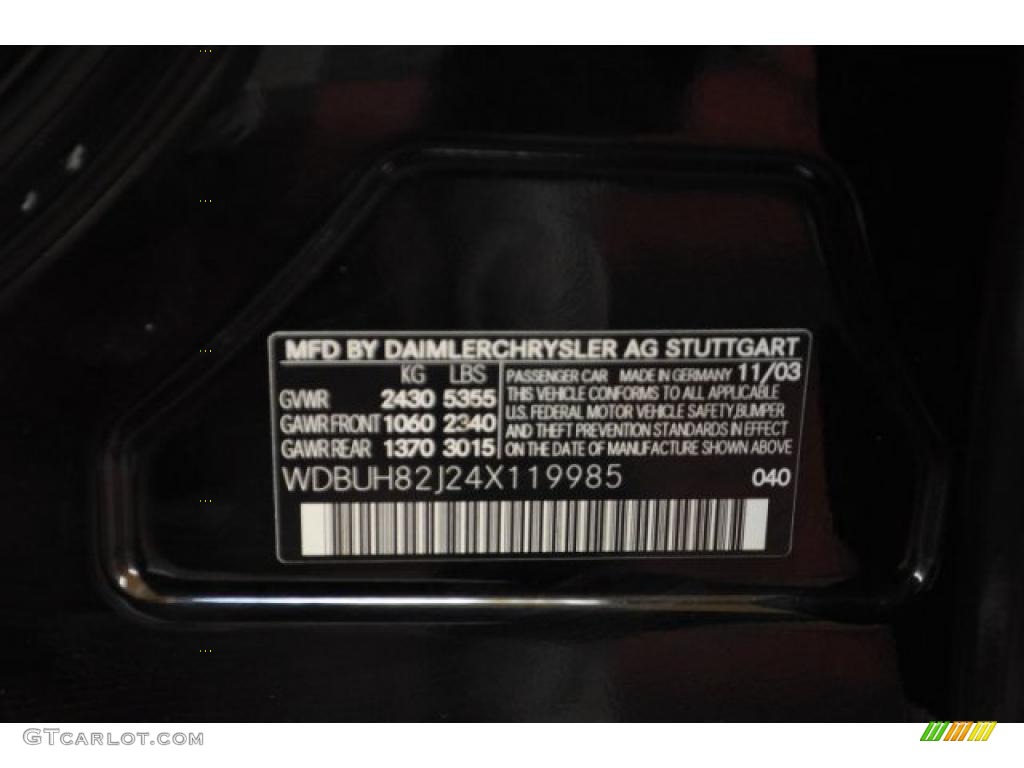 MFD BY DAIMLERCHRYSLER AG STUTTGART
KG LBS
GVWR 2430 5355
GAWR FRONT 1060 2340
GAWR REAR 1370 3015
PASSENGER CAR MADE IN GERMANY 11/03
THIS VEHICLE CONFORMS TO ALL APPLICABLE
U.S. FEDERAL MOTOR VEHICLE SAFETY, BUMPER
AND THEFT PREVENTION STANDARDS IN EFFECT
ON THE DATE OF MANUFACTURE SHOWN ABOVE
WDBUH82J24X119985 040
GTCARLOT.COM